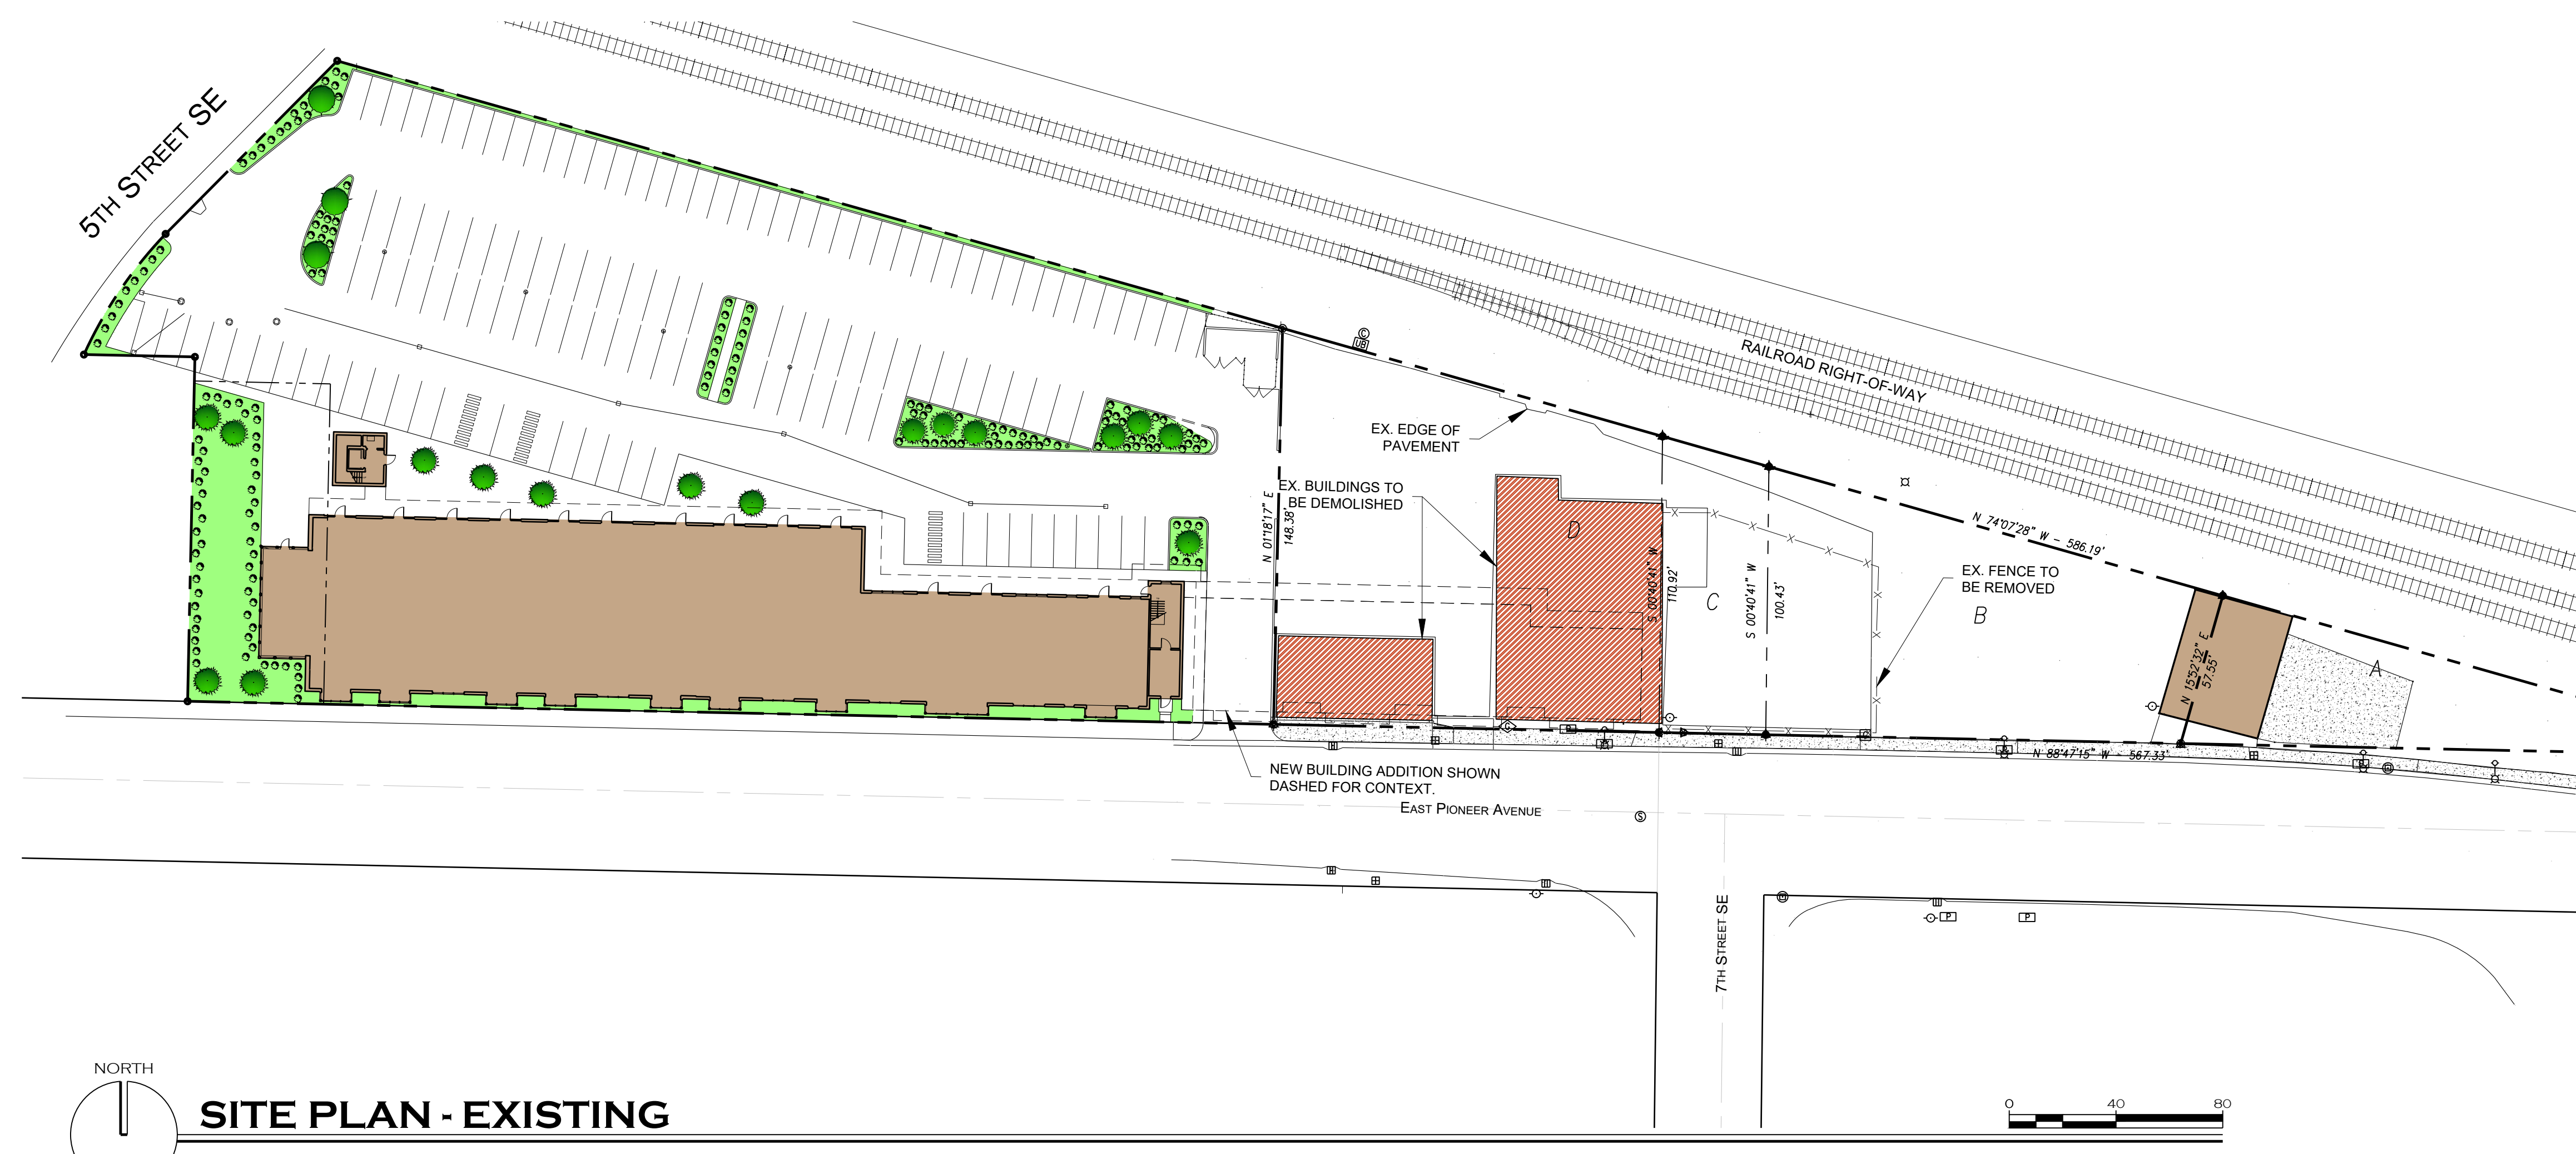 5TH STREET SE
RAILROAD RIGHT-OF-WAY
C
UB
EX. EDGE OF
PAVEMENT
EX. BUILDINGS TO
BE DEMOLISHED
N 01°18'17" E
148.38'
D
S 00°40'41" W
110.92'
C
S 00°40'41" W
100.43'
N 74°07'28" W - 586.19'
EX. FENCE TO
BE REMOVED
B
N 15°52'32" E
57.55'
A
N 88°47'15" W - 567.33'
NEW BUILDING ADDITION SHOWN
DASHED FOR CONTEXT.
EAST PIONEER AVENUE
S
7TH STREET SE
P
P
NORTH
SITE PLAN - EXISTING
0 40 80